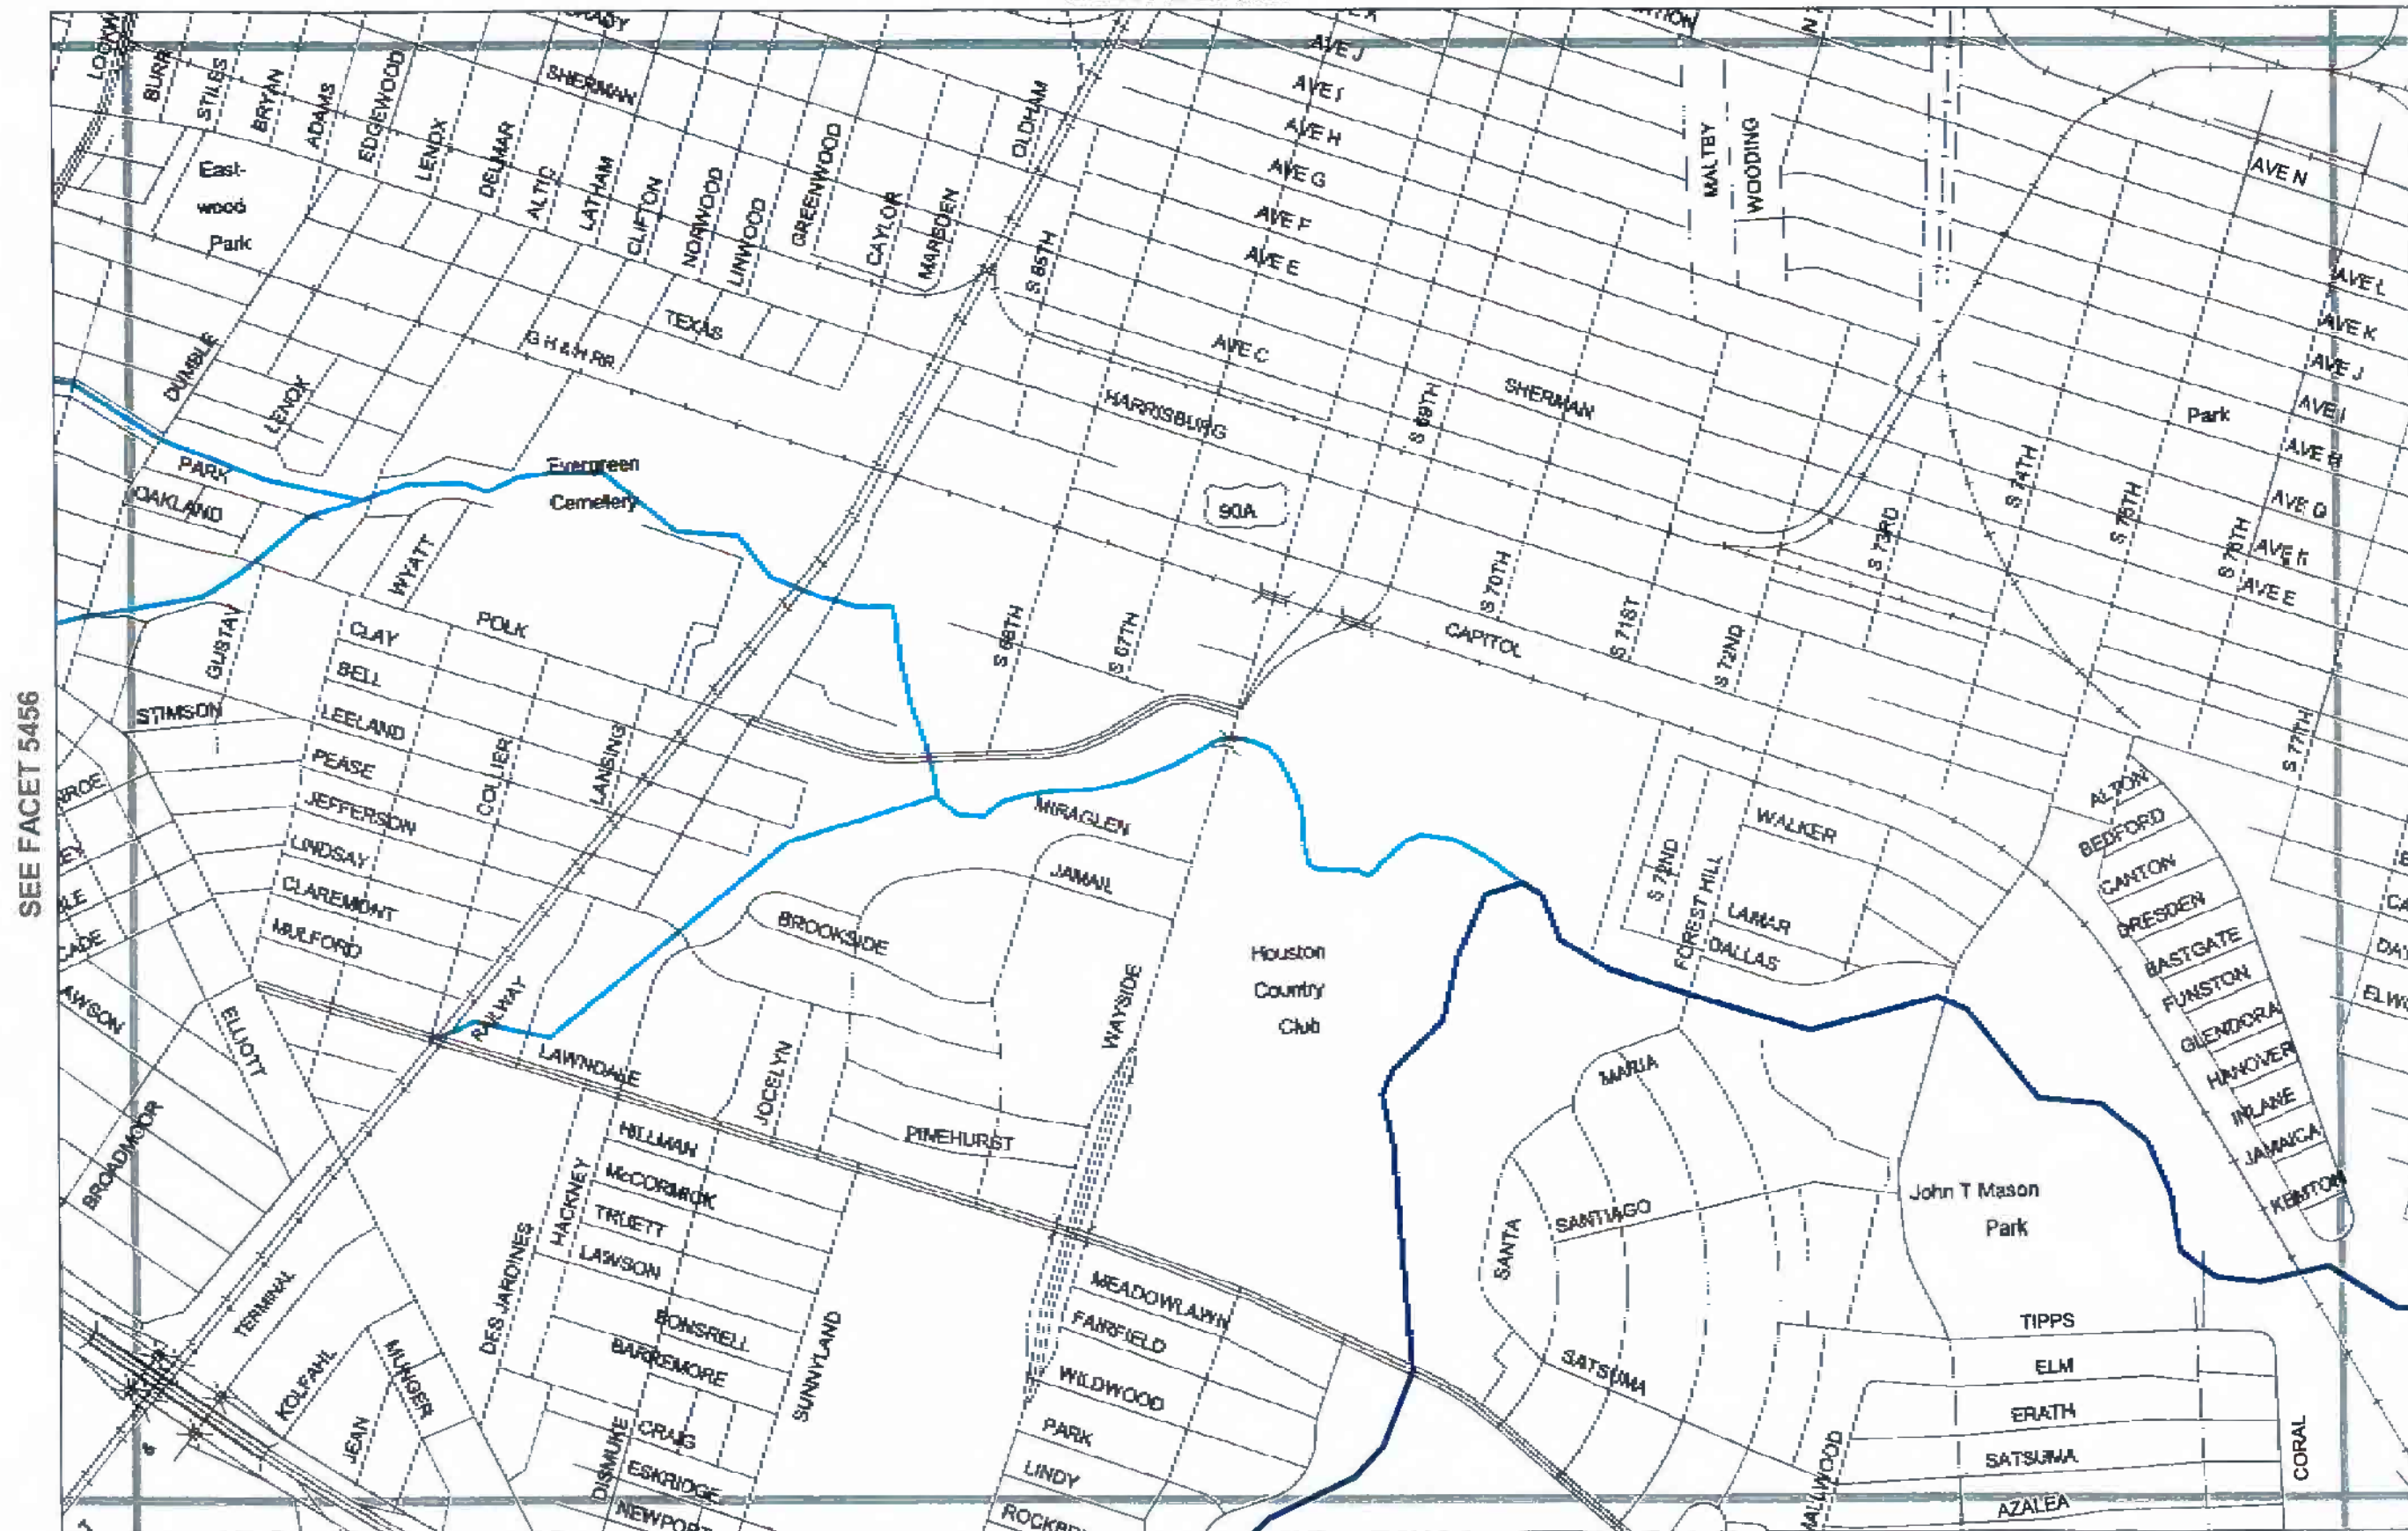 LOCKW
BURR
STILES
BRYAN
ADAMS
EDGEWOOD
LENOX
DELMAR
ALTIC
LATHAM
CLIFTON
NORWOOD
LINWOOD
GREENWOOD
CAYLOR
MARSDEN
OLDHAM
SHERMAN
AVE J
AVE I
AVE H
AVE G
AVE F
AVE E
AVE C
MALTBY
WOODING
AVE N
AVE L
AVE K
AVE J
AVE I
AVE H
AVE G
AVE F
AVE E
East-
wood
Park
S 65TH
TEXAS
G H & H RR
DUMBLE
LENOX
HARRISBURG
S 69TH
SHERMAN
Park
S 74TH
S 75TH
S 76TH
S 73RD
PARK
OAKLAND
Evergreen
Cemetery
90A
WYATT
S 70TH
S 71ST
S 72ND
S 66TH
S 67TH
CAPITOL
GUSTAV
CLAY
POLK
BELL
STIMSON
LEELAND
PEASE
COLLIER
LANSING
JEFFERSON
LINDSAY
CLAREMONT
MULFORD
SEE FACET 5456
NROE
CADE
AWSON
S 77TH
ALTON
BEDFORD
CANTON
DRESDEN
EASTGATE
FUNSTON
GLENDORA
HANOVER
INLANE
JAMAICA
KEMTON
MIRAGLEN
JAMAIL
WALKER
S 72ND
FOREST HILL
LAMAR
DALLAS
BROOKSIDE
Houston
Country
Club
WAYSIDE
ELLIOTT
RAILWAY
LAWNDALE
JOCELYN
PINEHURST
MARIA
BROADMOOR
HILLMAN
HACKNEY
McCORMICK
TRUETT
LAWSON
DES JARDINES
John T Mason
Park
SANTIAGO
SANTA
TERMINAL
MEADOWLAWN
FAIRFIELD
WILDWOOD
BONSRELL
BARREMORE
SUNNYLAND
TIPPS
ELM
ERATH
SATSUMA
AZALEA
SATSUMA
KOLFAHL
MUNGER
JEAN
DISMUKE
CRAIG
ESKRIDGE
NEWPORT
PARK
LINDY
ROCKB
MALLWOOD
CORAL